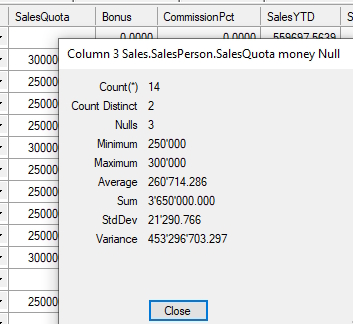 SalesQuota Bonus CommissionPct SalesYTD S
0.0000 0.0000 559697.5639
30000
25000
25000
25000
30000
25000
25000
25000
25000
30000
25000
Column 3 Sales.SalesPerson.SalesQuota money Null
Count(*) 14
Count Distinct 2
Nulls 3
Minimum 250'000
Maximum 300'000
Average 260'714.286
Sum 3'650'000.000
StdDev 21'290.766
Variance 453'296'703.297
Close